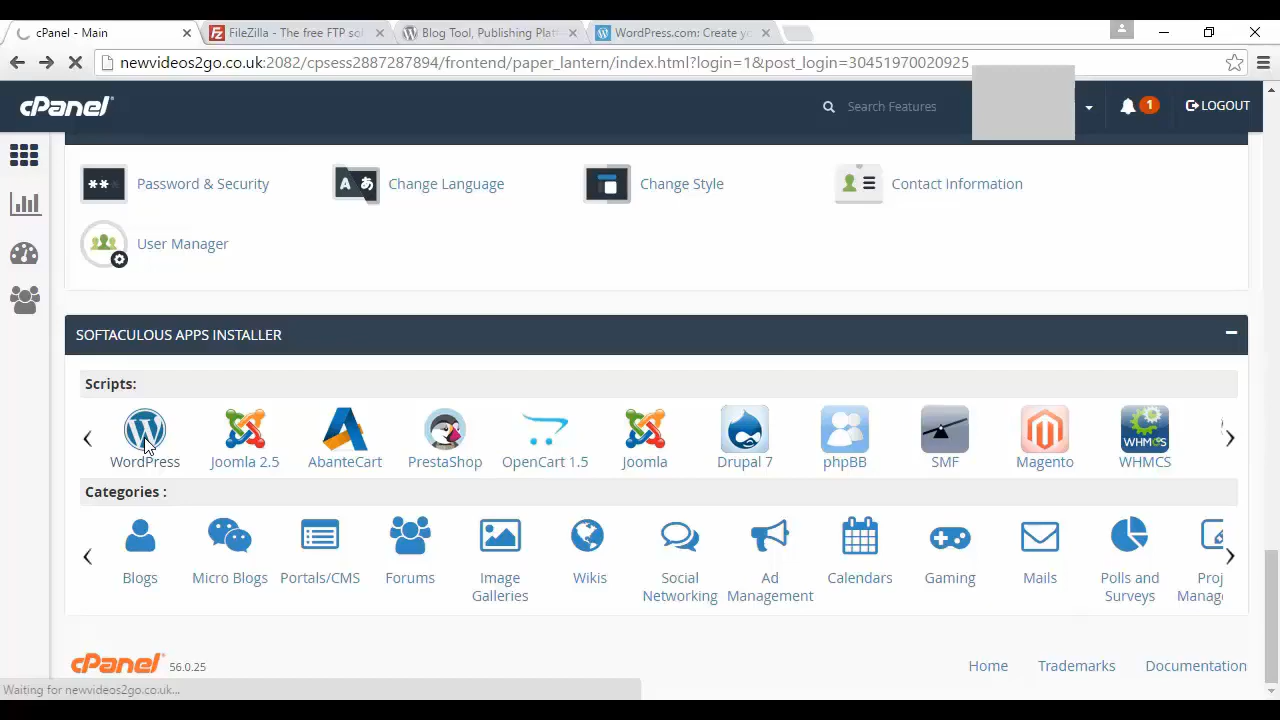 cPanel - Main
FileZilla - The free FTP sol
Blog Tool, Publishing Platf
WordPress.com: Create yo
newvideos2go.co.uk:2082/cpsess2887287894/frontend/paper_lantern/index.html?login=1&post_login=30451970020925
cPanel
Search Features
1
LOGOUT
Password & Security
Change Language
Change Style
Contact Information
User Manager
SOFTACULOUS APPS INSTALLER
Scripts:
WordPress
Joomla 2.5
AbanteCart
PrestaShop
OpenCart 1.5
Joomla
Drupal 7
phpBB
SMF
Magento
WHMCS
WHMCS
Categories :
Blogs
Micro Blogs
Portals/CMS
Forums
Image
Galleries
Wikis
Social
Networking
Ad
Management
Calendars
Gaming
Mails
Polls and
Surveys
Proj
Manag
cPanel 56.0.25
Home
Trademarks
Documentation
Waiting for newvideos2go.co.uk...